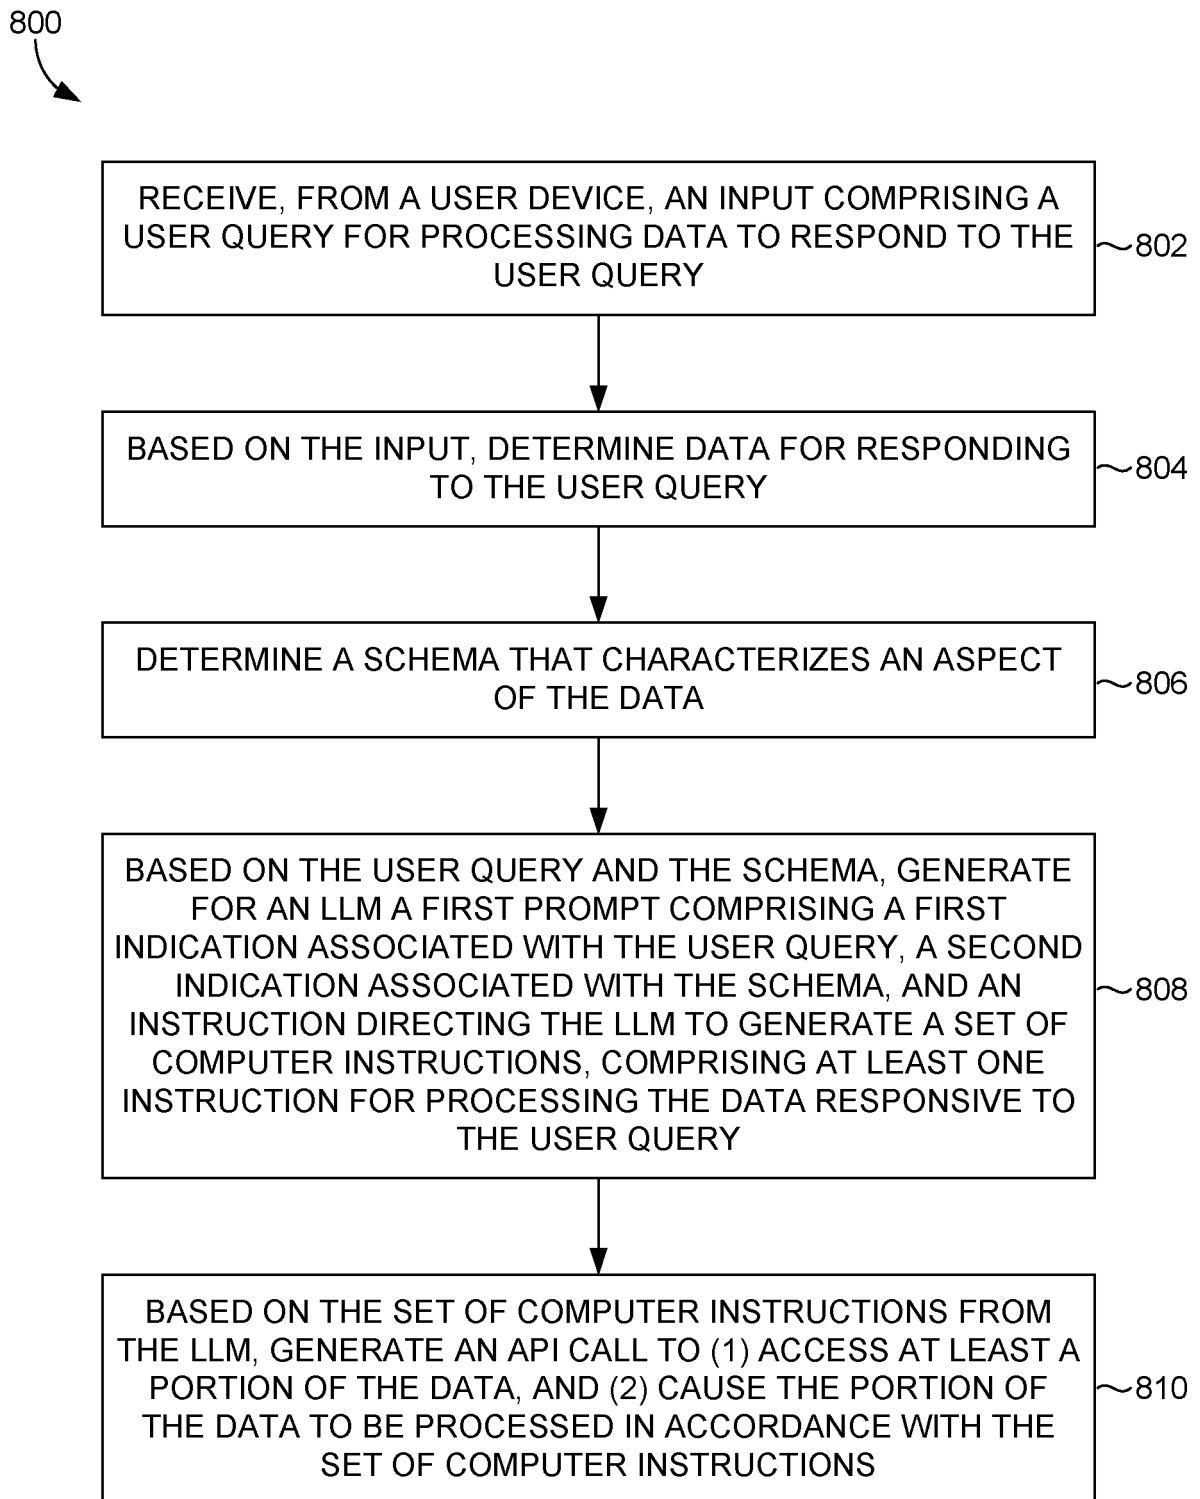 800
RECEIVE, FROM A USER DEVICE, AN INPUT COMPRISING A
USER QUERY FOR PROCESSING DATA TO RESPOND TO THE
USER QUERY
802
BASED ON THE INPUT, DETERMINE DATA FOR RESPONDING
TO THE USER QUERY
804
DETERMINE A SCHEMA THAT CHARACTERIZES AN ASPECT
OF THE DATA
806
BASED ON THE USER QUERY AND THE SCHEMA, GENERATE
FOR AN LLM A FIRST PROMPT COMPRISING A FIRST
INDICATION ASSOCIATED WITH THE USER QUERY, A SECOND
INDICATION ASSOCIATED WITH THE SCHEMA, AND AN
INSTRUCTION DIRECTING THE LLM TO GENERATE A SET OF
COMPUTER INSTRUCTIONS, COMPRISING AT LEAST ONE
INSTRUCTION FOR PROCESSING THE DATA RESPONSIVE TO
THE USER QUERY
808
BASED ON THE SET OF COMPUTER INSTRUCTIONS FROM
THE LLM, GENERATE AN API CALL TO (1) ACCESS AT LEAST A
PORTION OF THE DATA, AND (2) CAUSE THE PORTION OF
THE DATA TO BE PROCESSED IN ACCORDANCE WITH THE
SET OF COMPUTER INSTRUCTIONS
810